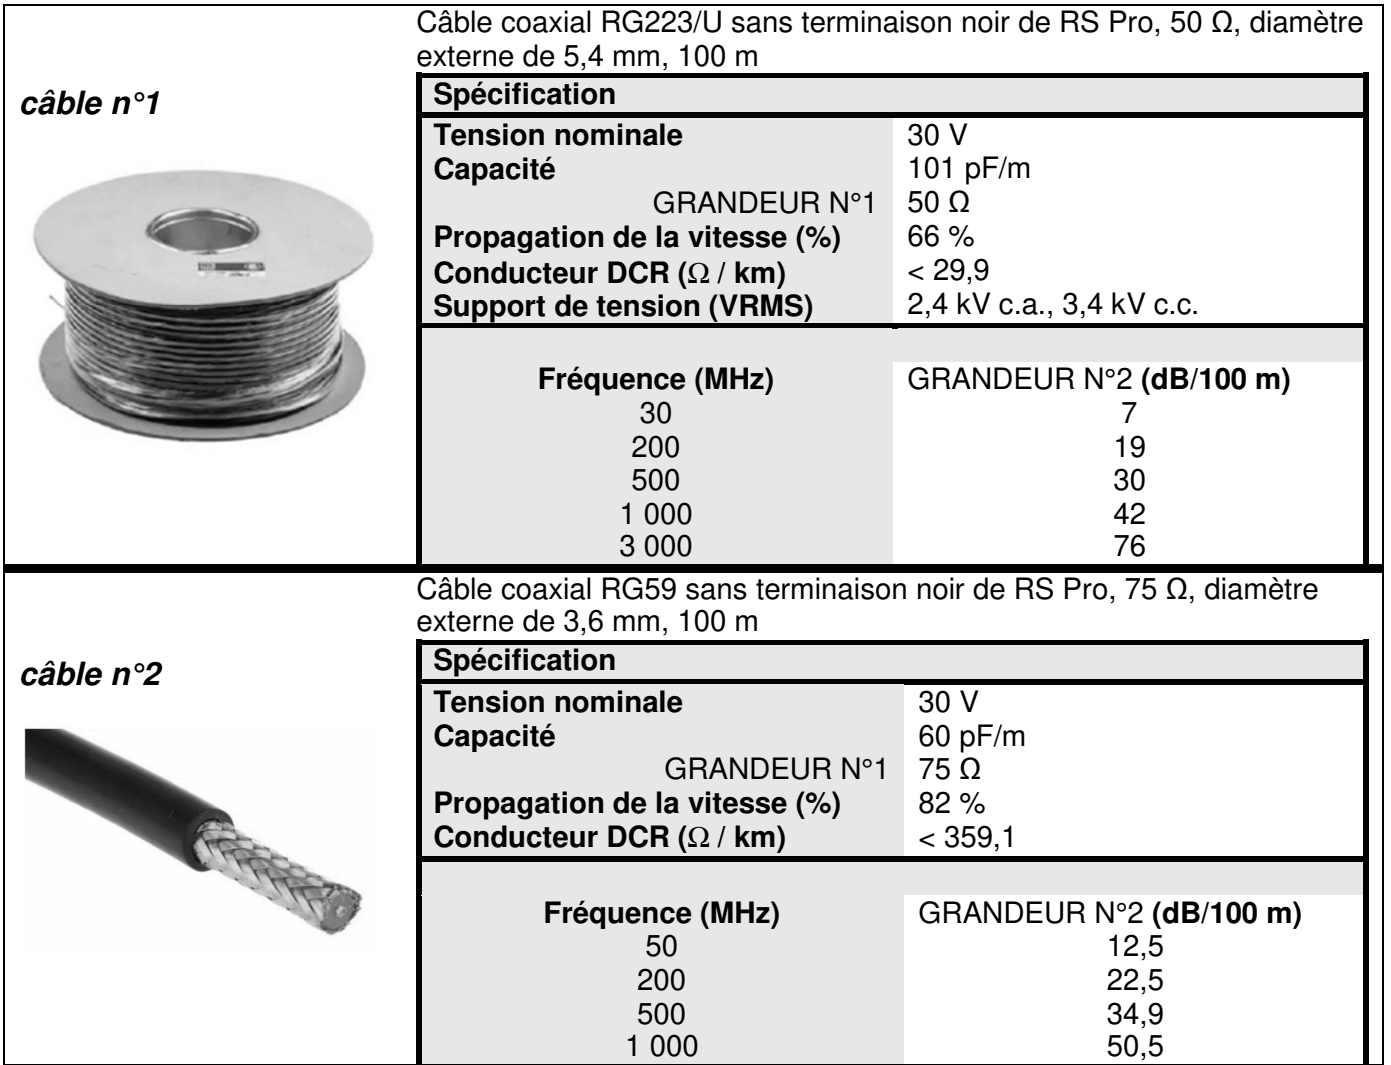 Câble coaxial RG223/U sans terminaison noir de RS Pro, 50 Ω, diamètre
externe de 5,4 mm, 100 m
câble n°1
Spécification
Tension nominale 30 V
Capacité 101 pF/m
GRANDEUR N°1 50 Ω
Propagation de la vitesse (%) 66 %
Conducteur DCR (Ω / km) < 29,9
Support de tension (VRMS) 2,4 kV c.a., 3,4 kV c.c.
Fréquence (MHz) GRANDEUR N°2 (dB/100 m)
30 7
200 19
500 30
1 000 42
3 000 76
Câble coaxial RG59 sans terminaison noir de RS Pro, 75 Ω, diamètre
externe de 3,6 mm, 100 m
câble n°2
Spécification
Tension nominale 30 V
Capacité 60 pF/m
GRANDEUR N°1 75 Ω
Propagation de la vitesse (%) 82 %
Conducteur DCR (Ω / km) < 359,1
Fréquence (MHz) GRANDEUR N°2 (dB/100 m)
50 12,5
200 22,5
500 34,9
1 000 50,5